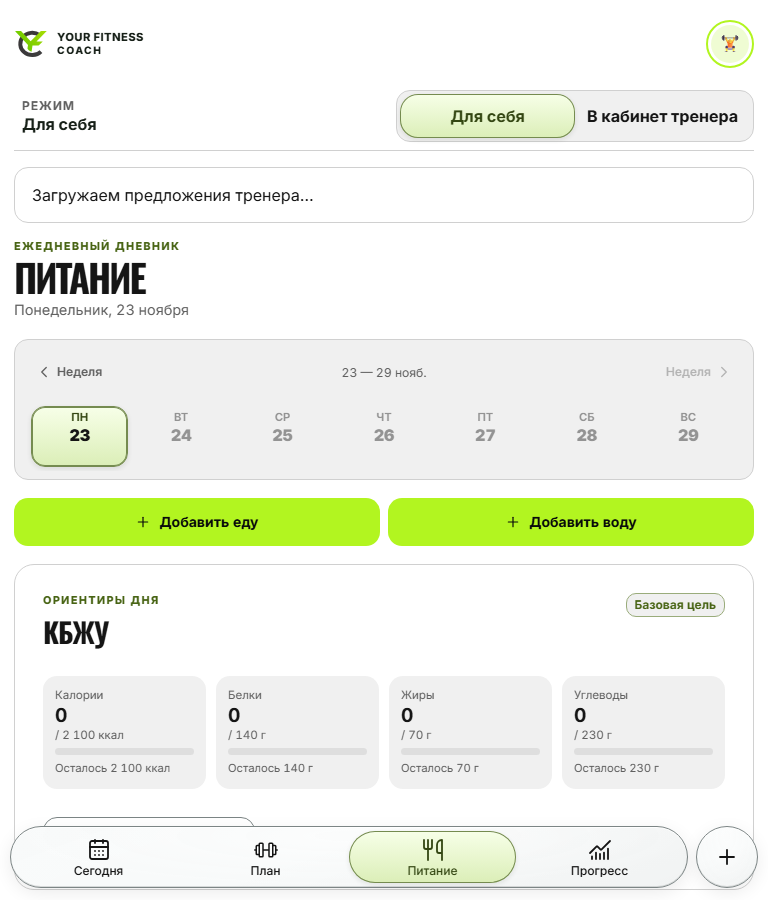 YOUR FITNESS
COACH
РЕЖИМ
Для себя
Для себя
В кабинет тренера
Загружаем предложения тренера...
ЕЖЕДНЕВНЫЙ ДНЕВНИК
ПИТАНИЕ
Понедельник, 23 ноября
Неделя
23 — 29 нояб.
Неделя
ПН
23
ВТ
24
СР
25
ЧТ
26
ПТ
27
СБ
28
ВС
29
+ Добавить еду
+ Добавить воду
ОРИЕНТИРЫ ДНЯ
КБЖУ
Базовая цель
Калории
0
/ 2 100 ккал
Осталось 2 100 ккал
Белки
0
/ 140 г
Осталось 140 г
Жиры
0
/ 70 г
Осталось 70 г
Углеводы
0
/ 230 г
Осталось 230 г
Сегодня
План
Питание
Прогресс
+